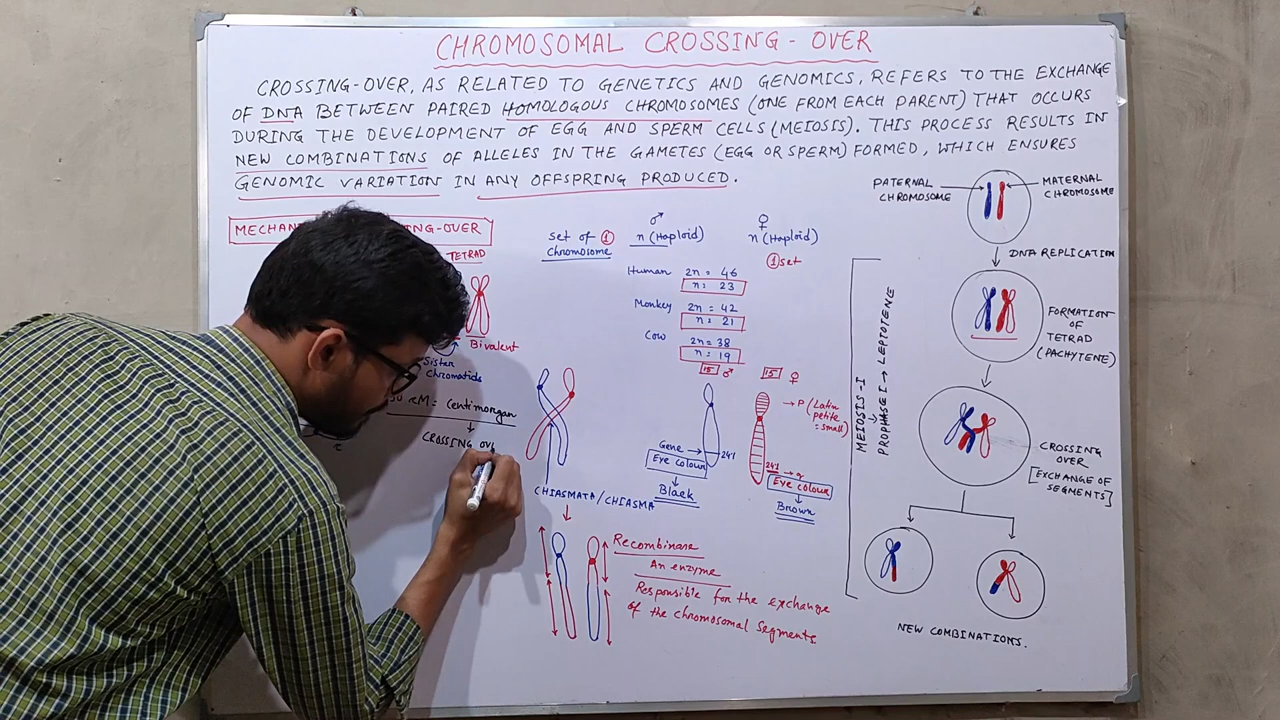 CHROMOSOMAL CROSSING-OVER
CROSSING-OVER, AS RELATED TO GENETICS AND GENOMICS, REFERS TO THE EXCHANGE
OF DNA BETWEEN PAIRED HOMOLOGOUS CHROMOSOMES (ONE FROM EACH PARENT) THAT OCCURS
DURING THE DEVELOPMENT OF EGG AND SPERM CELLS (MEIOSIS). THIS PROCESS RESULTS IN
NEW COMBINATIONS OF ALLELES IN THE GAMETES (EGG OR SPERM) FORMED, WHICH ENSURES
GENOMIC VARIATION IN ANY OFFSPRING PRODUCED.
-OVER
TETRAD
Bivalent
Sister
Chromatids
cM = Centimorgan
↓
CROSSING OV
CHIASMATA/CHIASMA
set of 1
Chromosome
♂
n (Haploid)
♀
n (Haploid)
1 set
Human 2n = 46
n = 23
Monkey 2n = 42
n = 21
Cow 2n = 38
n = 19
15 ♂
15 ♀
→ P (Latin
petite
= small)
Gene → 241
Eye colour
↓
Black
241 → q
Eye colour
↓
Brown
Recombinase
An enzyme
Responsible for the exchange
of the chromosomal segments
MEIOSIS-I
↓
PROPHASE I → LEPTOTENE
PATERNAL
CHROMOSOME
MATERNAL
CHROMOSOME
DNA REPLICATION
FORMATION
OF
TETRAD
(PACHYTENE)
CROSSING
OVER
[EXCHANGE OF
SEGMENTS]
NEW COMBINATIONS.